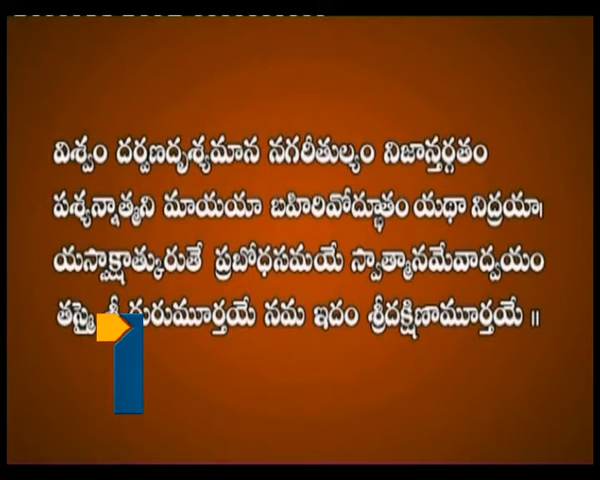 విశ్వం దర్పణదృశ్యమాన నగరీతుల్యం నిజాన్తర్గతం
పశ్యన్నాత్మని మాయయా బహిరివోద్భూతం యథా నిద్రయా।
యస్సాక్షాత్కురుతే ప్రబోధసమయే స్వాత్మానమేవాద్వయం
తస్మై శ్రీ గురుమూర్తయే నమ ఇదం శ్రీదక్షిణామూర్తయే ॥
1